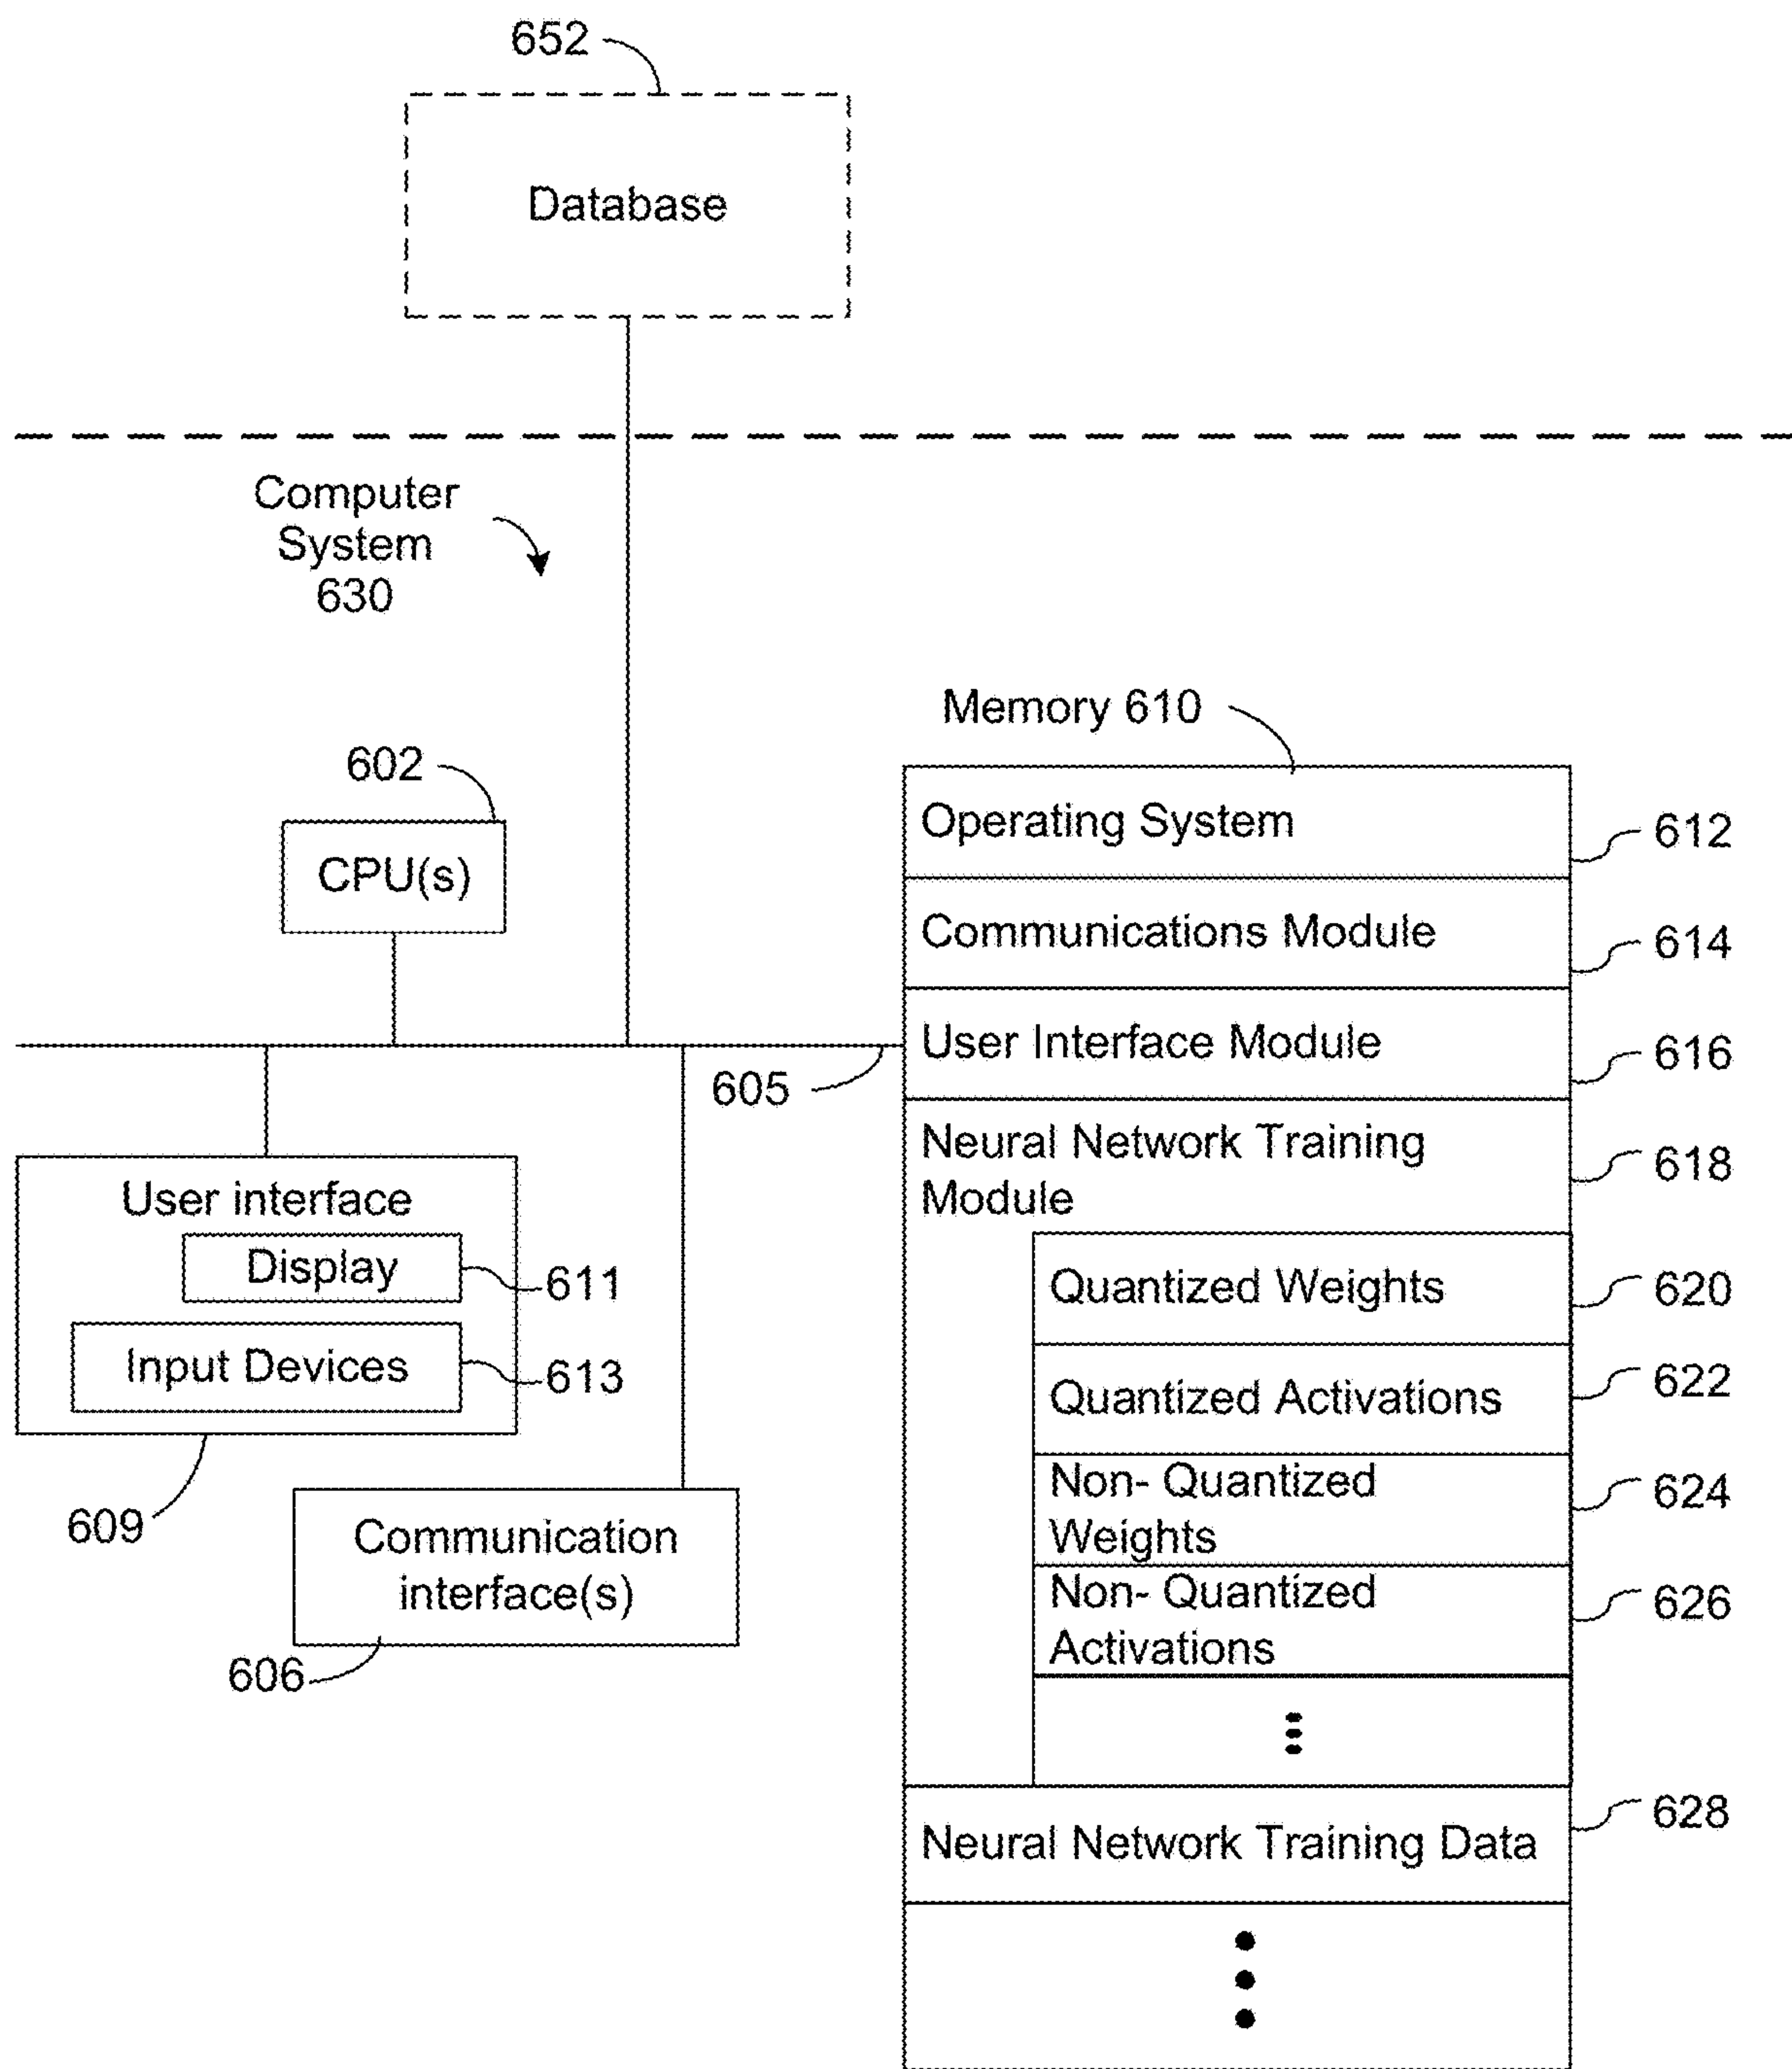 652
Database
Computer
System
630
Memory 610
602
CPU(s)
Operating System
612
Communications Module
614
User Interface Module
616
605
Neural Network Training
Module
618
User interface
Display
611
Input Devices
613
609
Quantized Weights
620
Quantized Activations
622
Non- Quantized
Weights
624
Communication
interface(s)
606
Non- Quantized
Activations
626
Neural Network Training Data
628